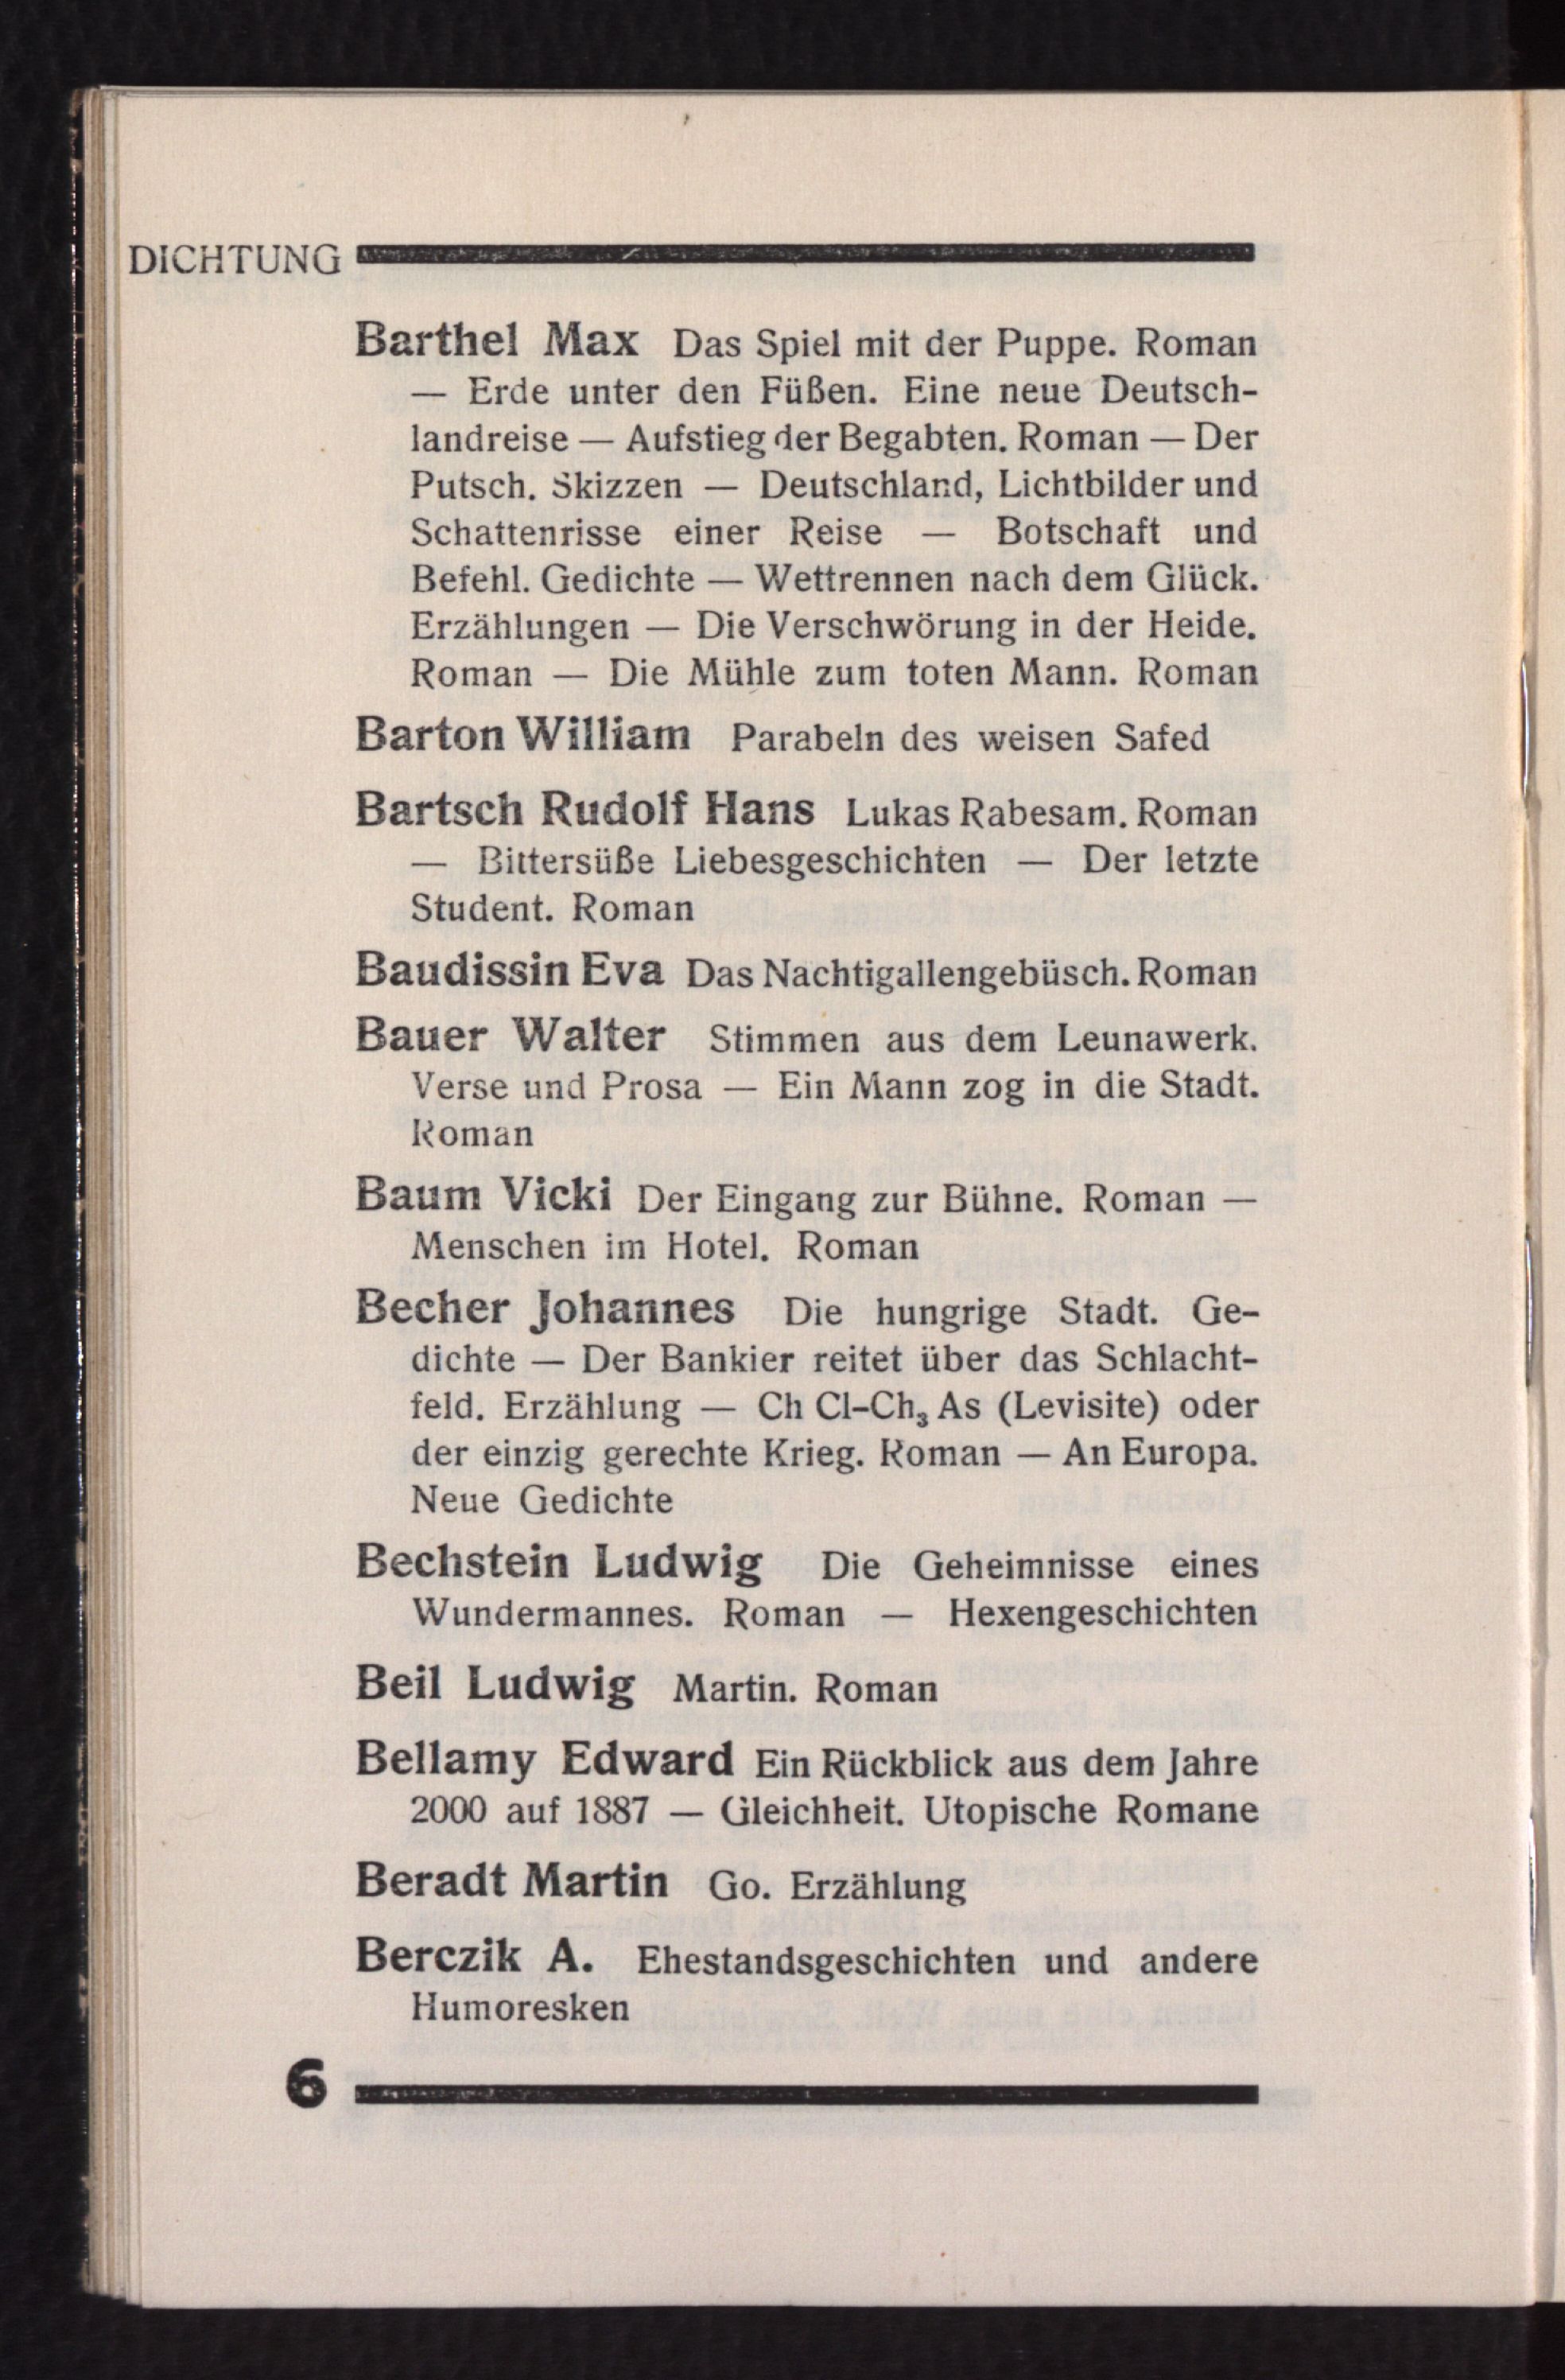 DICHTUNG
Barthel Max Das Spiel mit der Puppe. Roman
— Erde unter den Füßen. Eine neue Deutsch-
landreise — Aufstieg der Begabten. Roman — Der
Putsch. Skizzen — Deutschland, Lichtbilder und
Schattenrisse einer Reise — Botschaft und
Befehl. Gedichte — Wettrennen nach dem Glück.
Erzählungen — Die Verschwörung in der Heide.
Roman — Die Mühle zum toten Mann. Roman
Barton William Parabeln des weisen Safed
Bartsch Rudolf Hans Lukas Rabesam. Roman
— Bittersüße Liebesgeschichten — Der letzte
Student. Roman
Baudissin Eva Das Nachtigallengebüsch. Roman
Bauer Walter Stimmen aus dem Leunawerk.
Verse und Prosa — Ein Mann zog in die Stadt.
Roman
Baum Vicki Der Eingang zur Bühne. Roman —
Menschen im Hotel. Roman
Becher Johannes Die hungrige Stadt. Ge-
dichte — Der Bankier reitet über das Schlacht-
feld. Erzählung — Ch Cl-Ch₃ As (Levisite) oder
der einzig gerechte Krieg. Roman — An Europa.
Neue Gedichte
Bechstein Ludwig Die Geheimnisse eines
Wundermannes. Roman — Hexengeschichten
Beil Ludwig Martin. Roman
Bellamy Edward Ein Rückblick aus dem Jahre
2000 auf 1887 — Gleichheit. Utopische Romane
Beradt Martin Go. Erzählung
Berczik A. Ehestandsgeschichten und andere
Humoresken
6